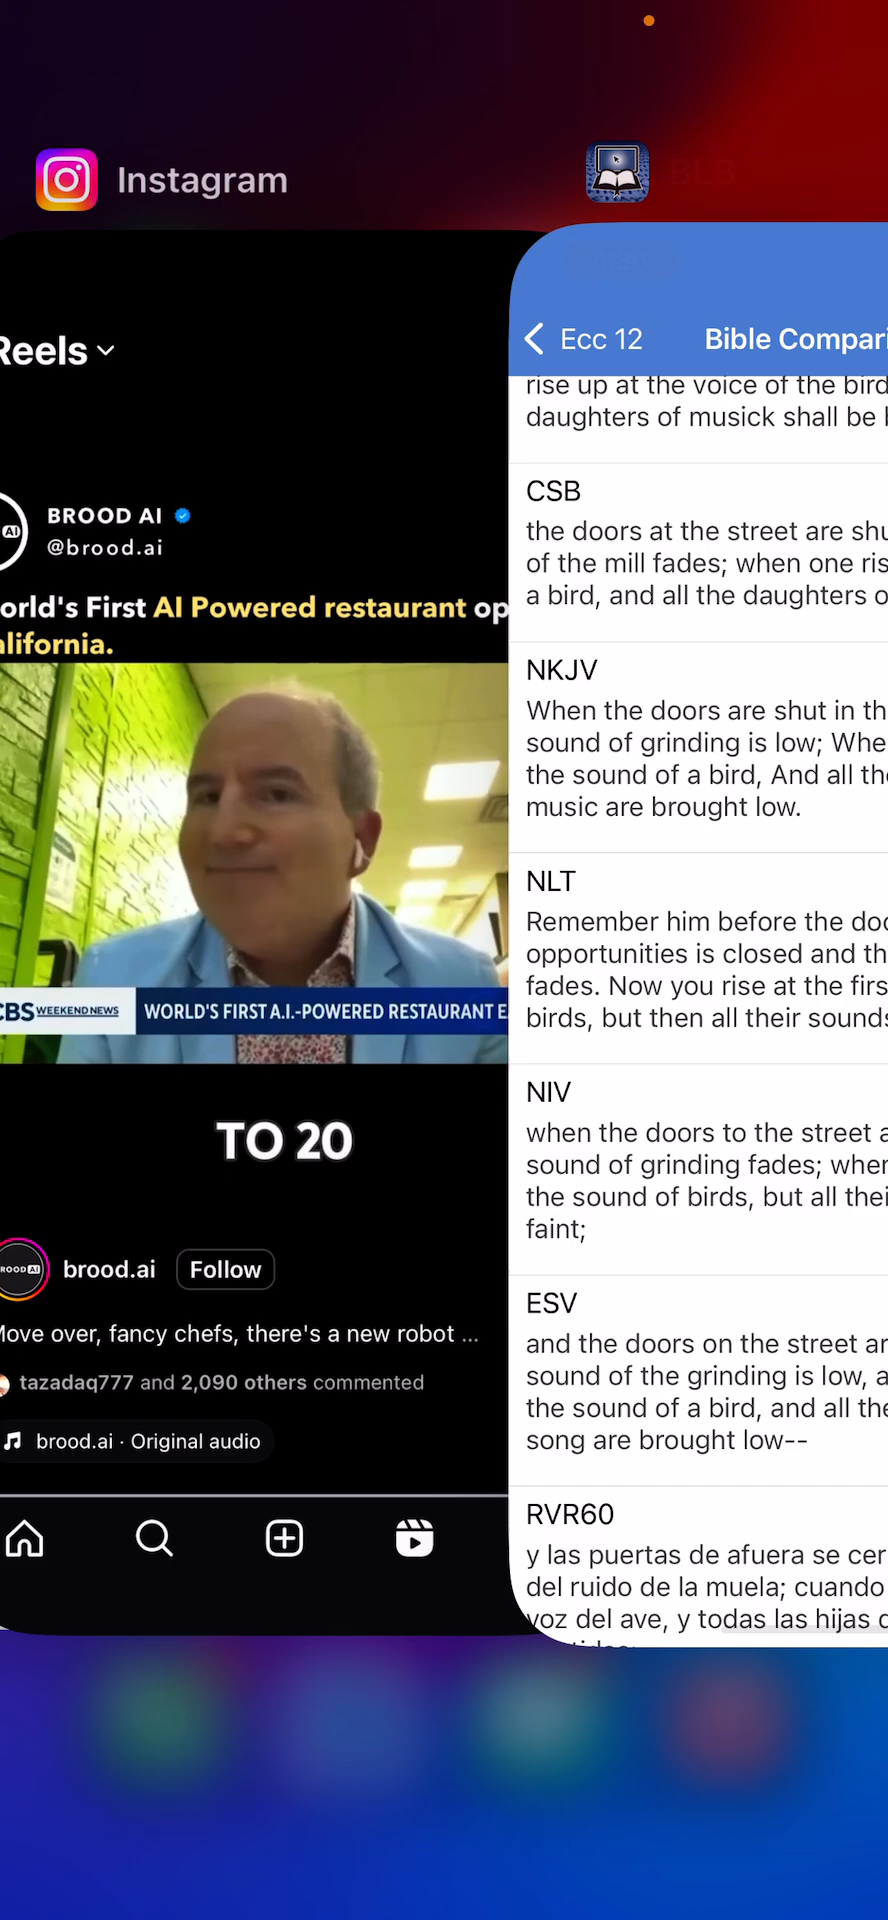 Instagram
BLB
Reels
AI
BROOD AI
@brood.ai
orld's First AI Powered restaurant op
alifornia.
CBS WEEKEND NEWS
WORLD'S FIRST A.I.-POWERED RESTAURANT E
TO 20
ROOD AI
brood.ai
Follow
Move over, fancy chefs, there's a new robot ...
tazadaq777 and 2,090 others commented
brood.ai · Original audio
4:36
Ecc 12
Bible Compari
rise up at the voice of the bird
daughters of musick shall be
CSB
the doors at the street are shu
of the mill fades; when one ris
a bird, and all the daughters o
NKJV
When the doors are shut in th
sound of grinding is low; Whe
the sound of a bird, And all the
music are brought low.
NLT
Remember him before the doo
opportunities is closed and th
fades. Now you rise at the firs
birds, but then all their sounds
NIV
when the doors to the street a
sound of grinding fades; when
the sound of birds, but all thei
faint;
ESV
and the doors on the street ar
sound of the grinding is low, a
the sound of a bird, and all the
song are brought low--
RVR60
y las puertas de afuera se cer
del ruido de la muela; cuando
voz del ave, y todas las hijas d